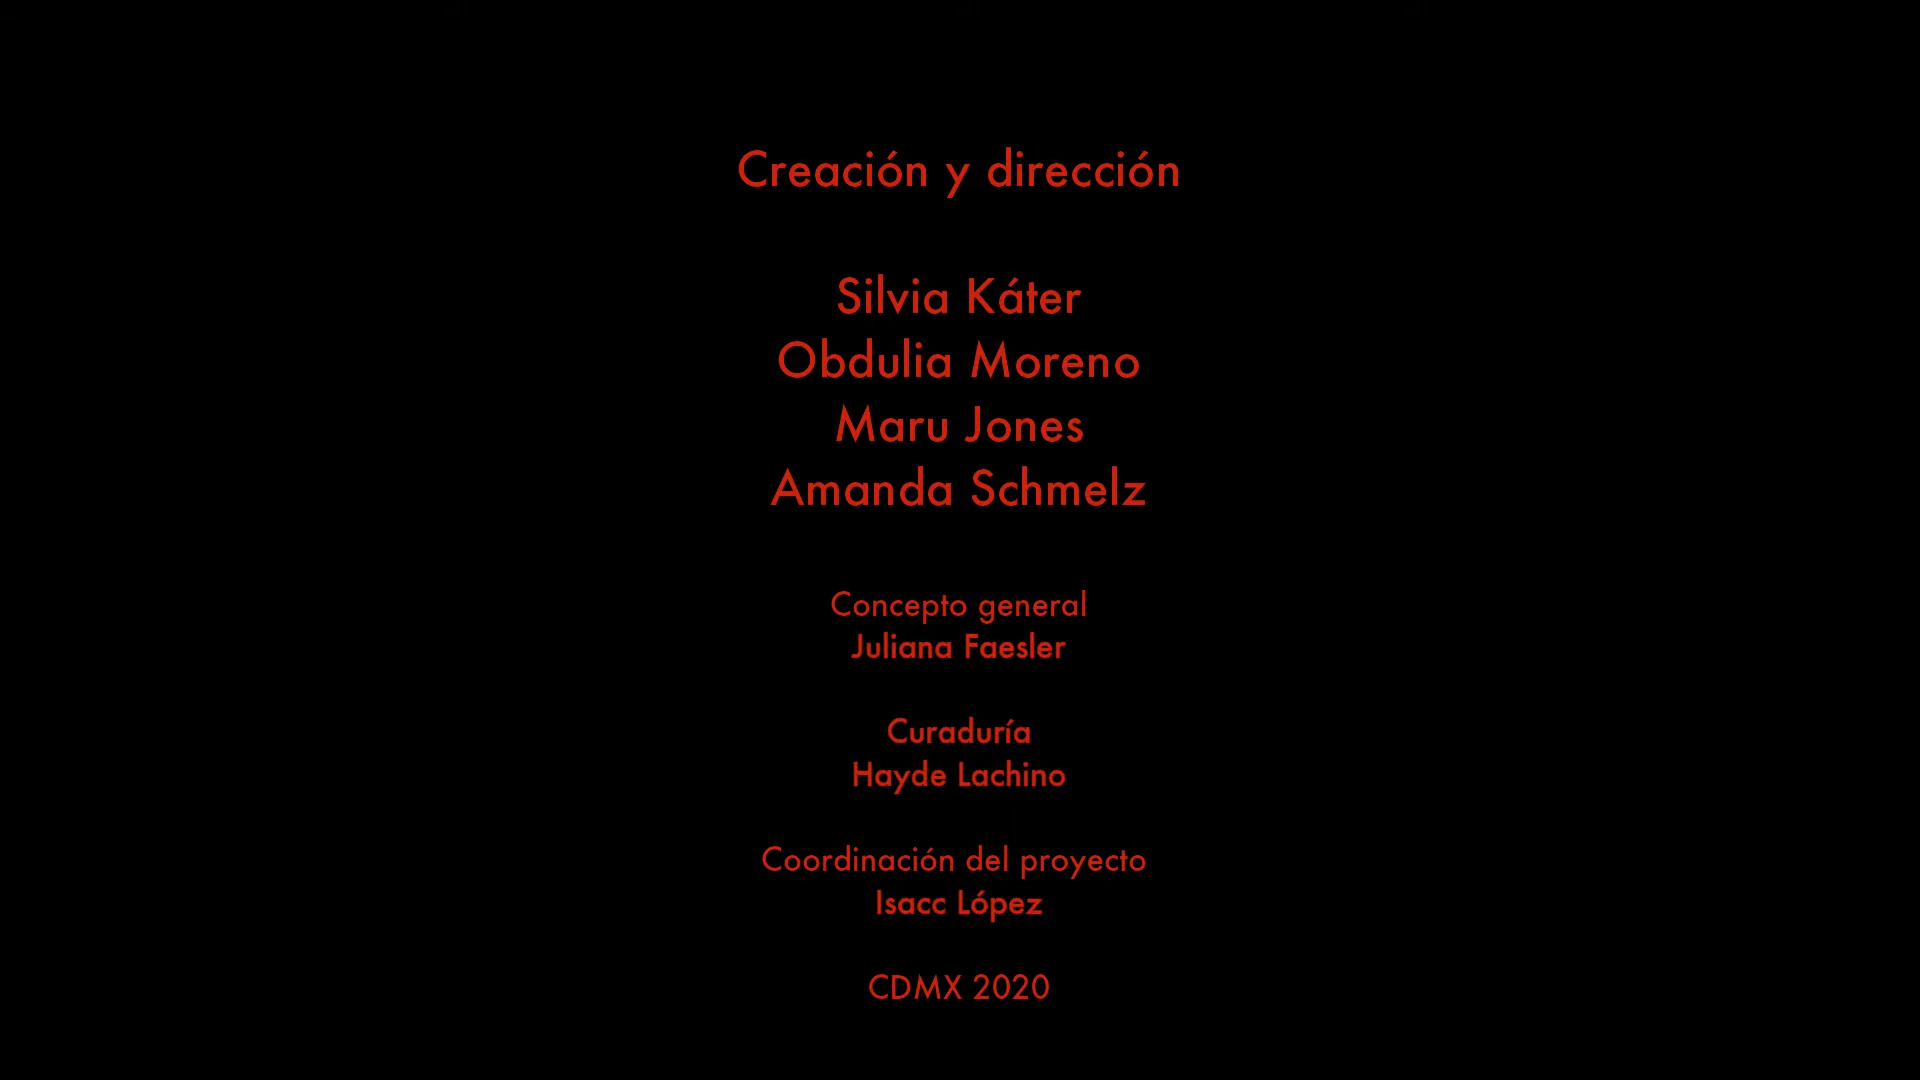 Creación y dirección
Silvia Káter
Obdulia Moreno
Maru Jones
Amanda Schmelz
Concepto general
Juliana Faesler
Curaduría
Hayde Lachino
Coordinación del proyecto
Isacc López
CDMX 2020